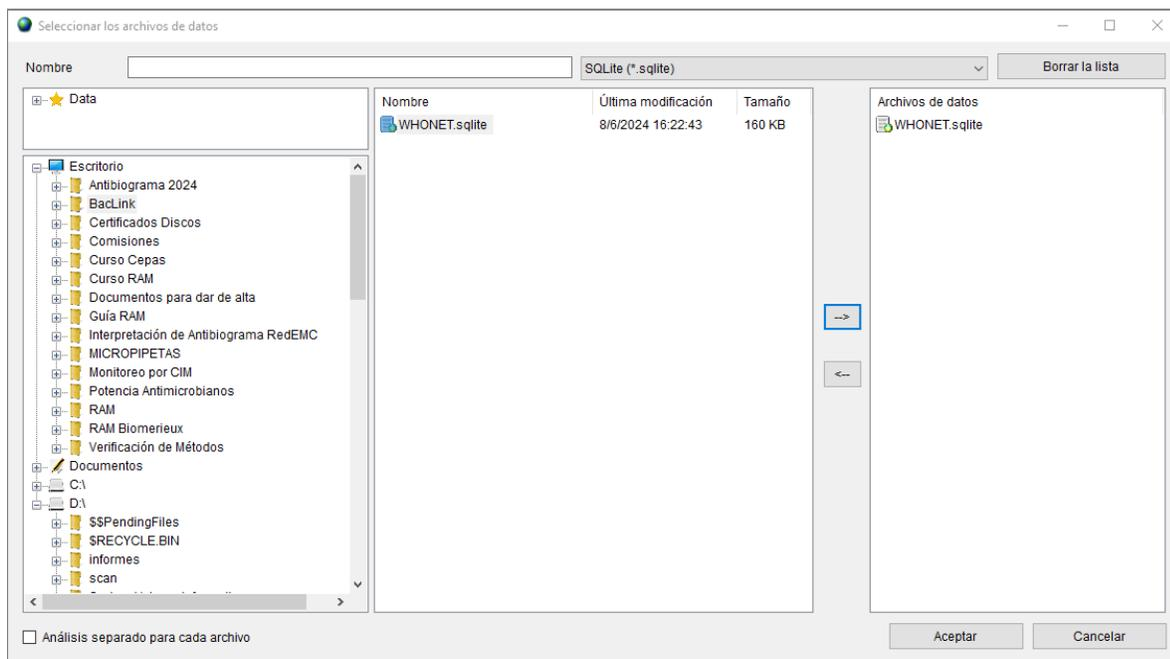 Seleccionar los archivos de datos
Nombre
SQLite (*.sqlite)
Borrar la lista
Data
Escritorio
Antibiograma 2024
BacLink
Certificados Discos
Comisiones
Curso Cepas
Curso RAM
Documentos para dar de alta
Guía RAM
Interpretación de Antibiograma RedEMC
MICROPIPETAS
Monitoreo por CIM
Potencia Antimicrobianos
RAM
RAM Biomerieux
Verificación de Métodos
Documentos
C:\
D:\
$$PendingFiles
$RECYCLE.BIN
informes
scan
Nombre Última modificación Tamaño
WHONET.sqlite 8/6/2024 16:22:43 160 KB
-->
<--
Archivos de datos
WHONET.sqlite
Análisis separado para cada archivo
Aceptar
Cancelar